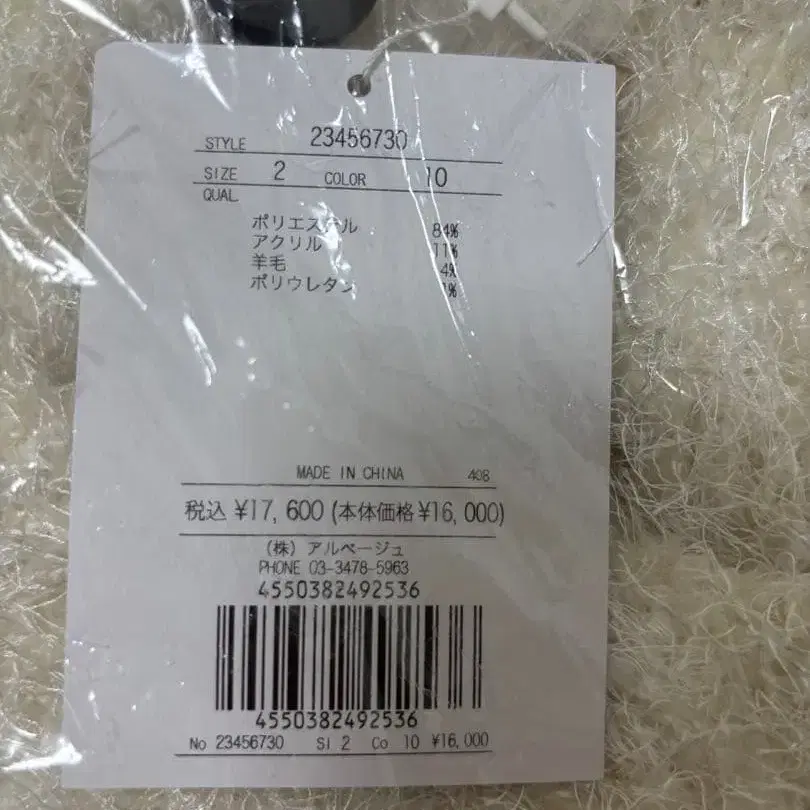 STYLE 23456730
SIZE 2 COLOR 10
QUAL
ポリエステル 84%
アクリル 11%
羊毛 4%
ポリウレタン 1%
MADE IN CHINA 408
税込 ¥17,600 (本体価格¥16,000)
(株) アルページュ
PHONE 03-3478-5963
4550382492536
4550382492536
No 23456730 Si 2 Co 10 ¥16,000